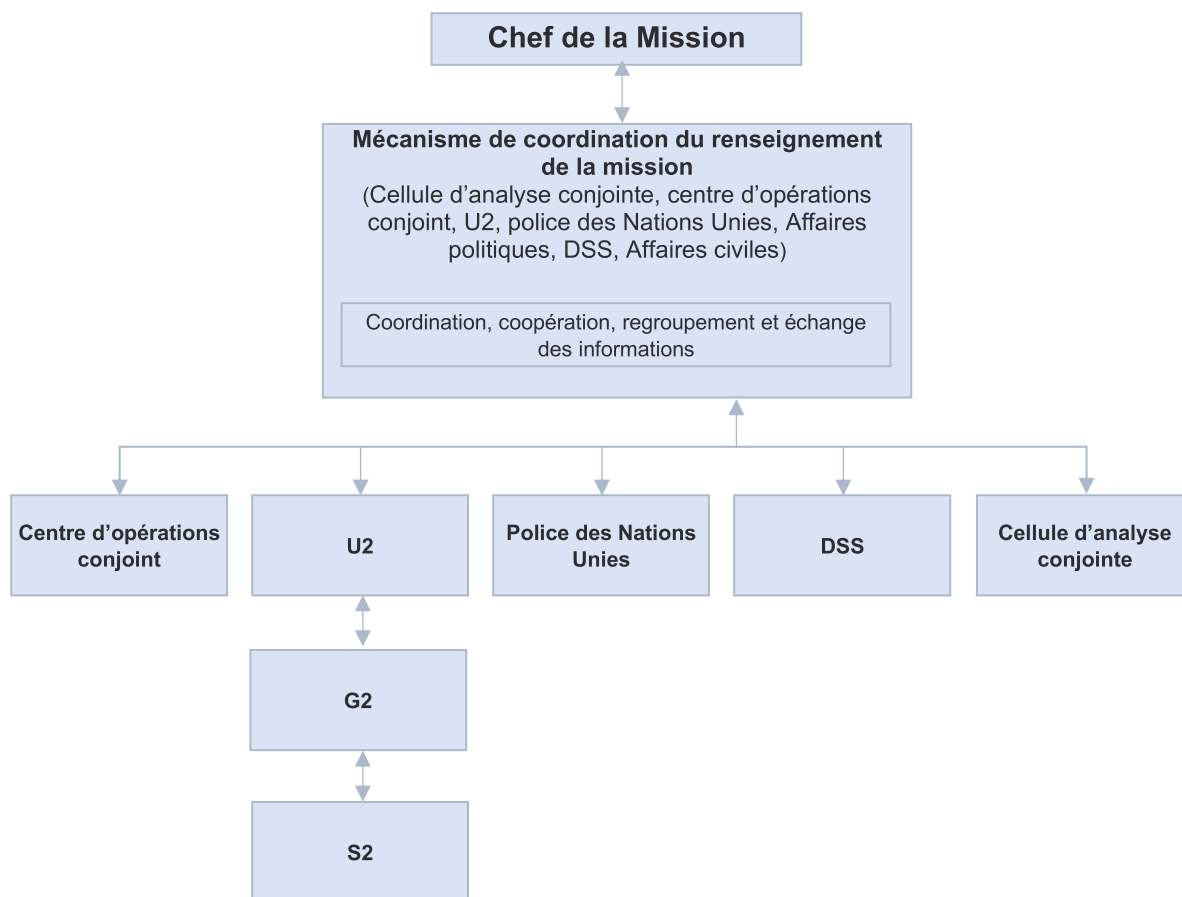 Chef de la Mission
Mécanisme de coordination du renseignement
de la mission
(Cellule d’analyse conjointe, centre d’opérations
conjoint, U2, police des Nations Unies, Affaires
politiques, DSS, Affaires civiles)
Coordination, coopération, regroupement et échange
des informations
Centre d’opérations
conjoint
U2
Police des Nations
Unies
DSS
Cellule d’analyse
conjointe
G2
S2